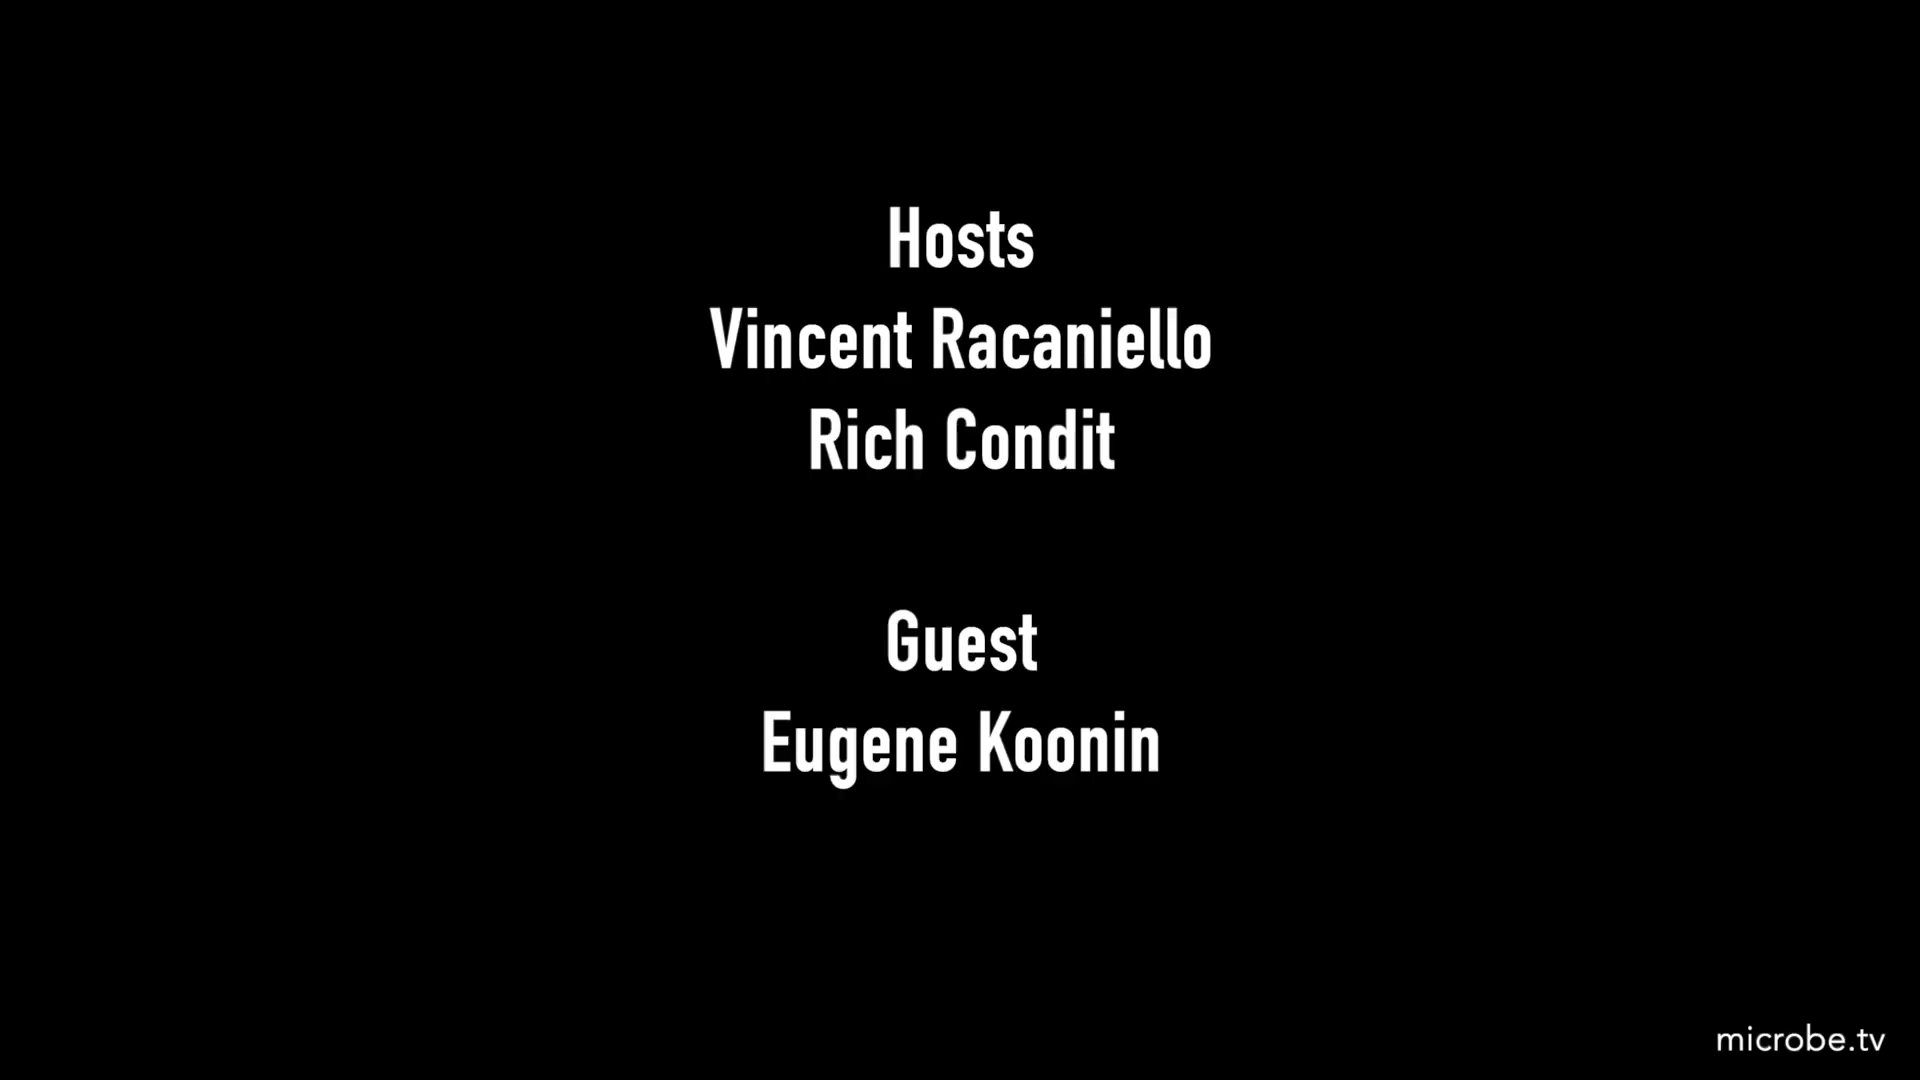 Hosts
Vincent Racaniello
Rich Condit
Guest
Eugene Koonin
microbe.tv